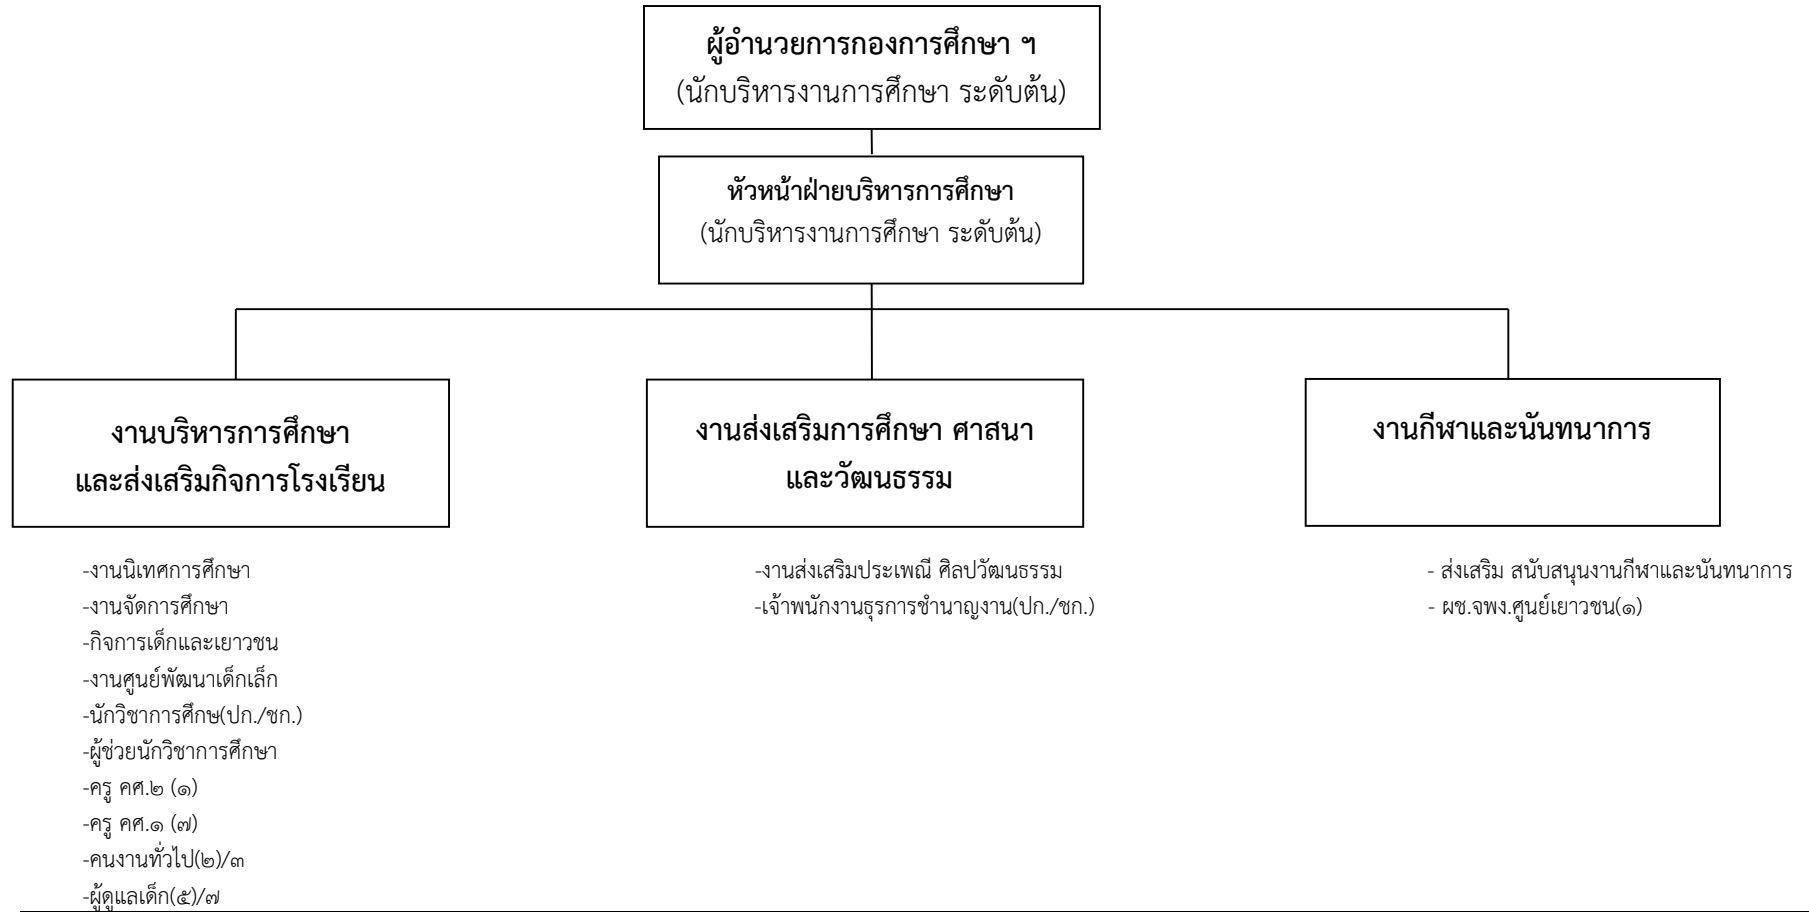 ผู้อำนวยการกองการศึกษา ฯ
(นักบริหารงานการศึกษา ระดับต้น)
หัวหน้าฝ่ายบริหารการศึกษา
(นักบริหารงานการศึกษา ระดับต้น)
งานบริหารการศึกษา
และส่งเสริมกิจการโรงเรียน
งานส่งเสริมการศึกษา ศาสนา
และวัฒนธรรม
งานกีฬาและนันทนาการ
-งานนิเทศการศึกษา
-งานจัดการศึกษา
-กิจการเด็กและเยาวชน
-งานศูนย์พัฒนาเด็กเล็ก
-นักวิชาการศึกษ(ปก./ชก.)
-ผู้ช่วยนักวิชาการศึกษา
-ครู คศ.๒ (๑)
-ครู คศ.๑ (๗)
-คนงานทั่วไป(๒)/๓
-ผู้ดูแลเด็ก(๕)/๗
-งานส่งเสริมประเพณี ศิลปวัฒนธรรม
-เจ้าพนักงานธุรการชำนาญงาน(ปก./ชก.)
- ส่งเสริม สนับสนุนงานกีฬาและนันทนาการ
- ผช.จพง.ศูนย์เยาวชน(๑)